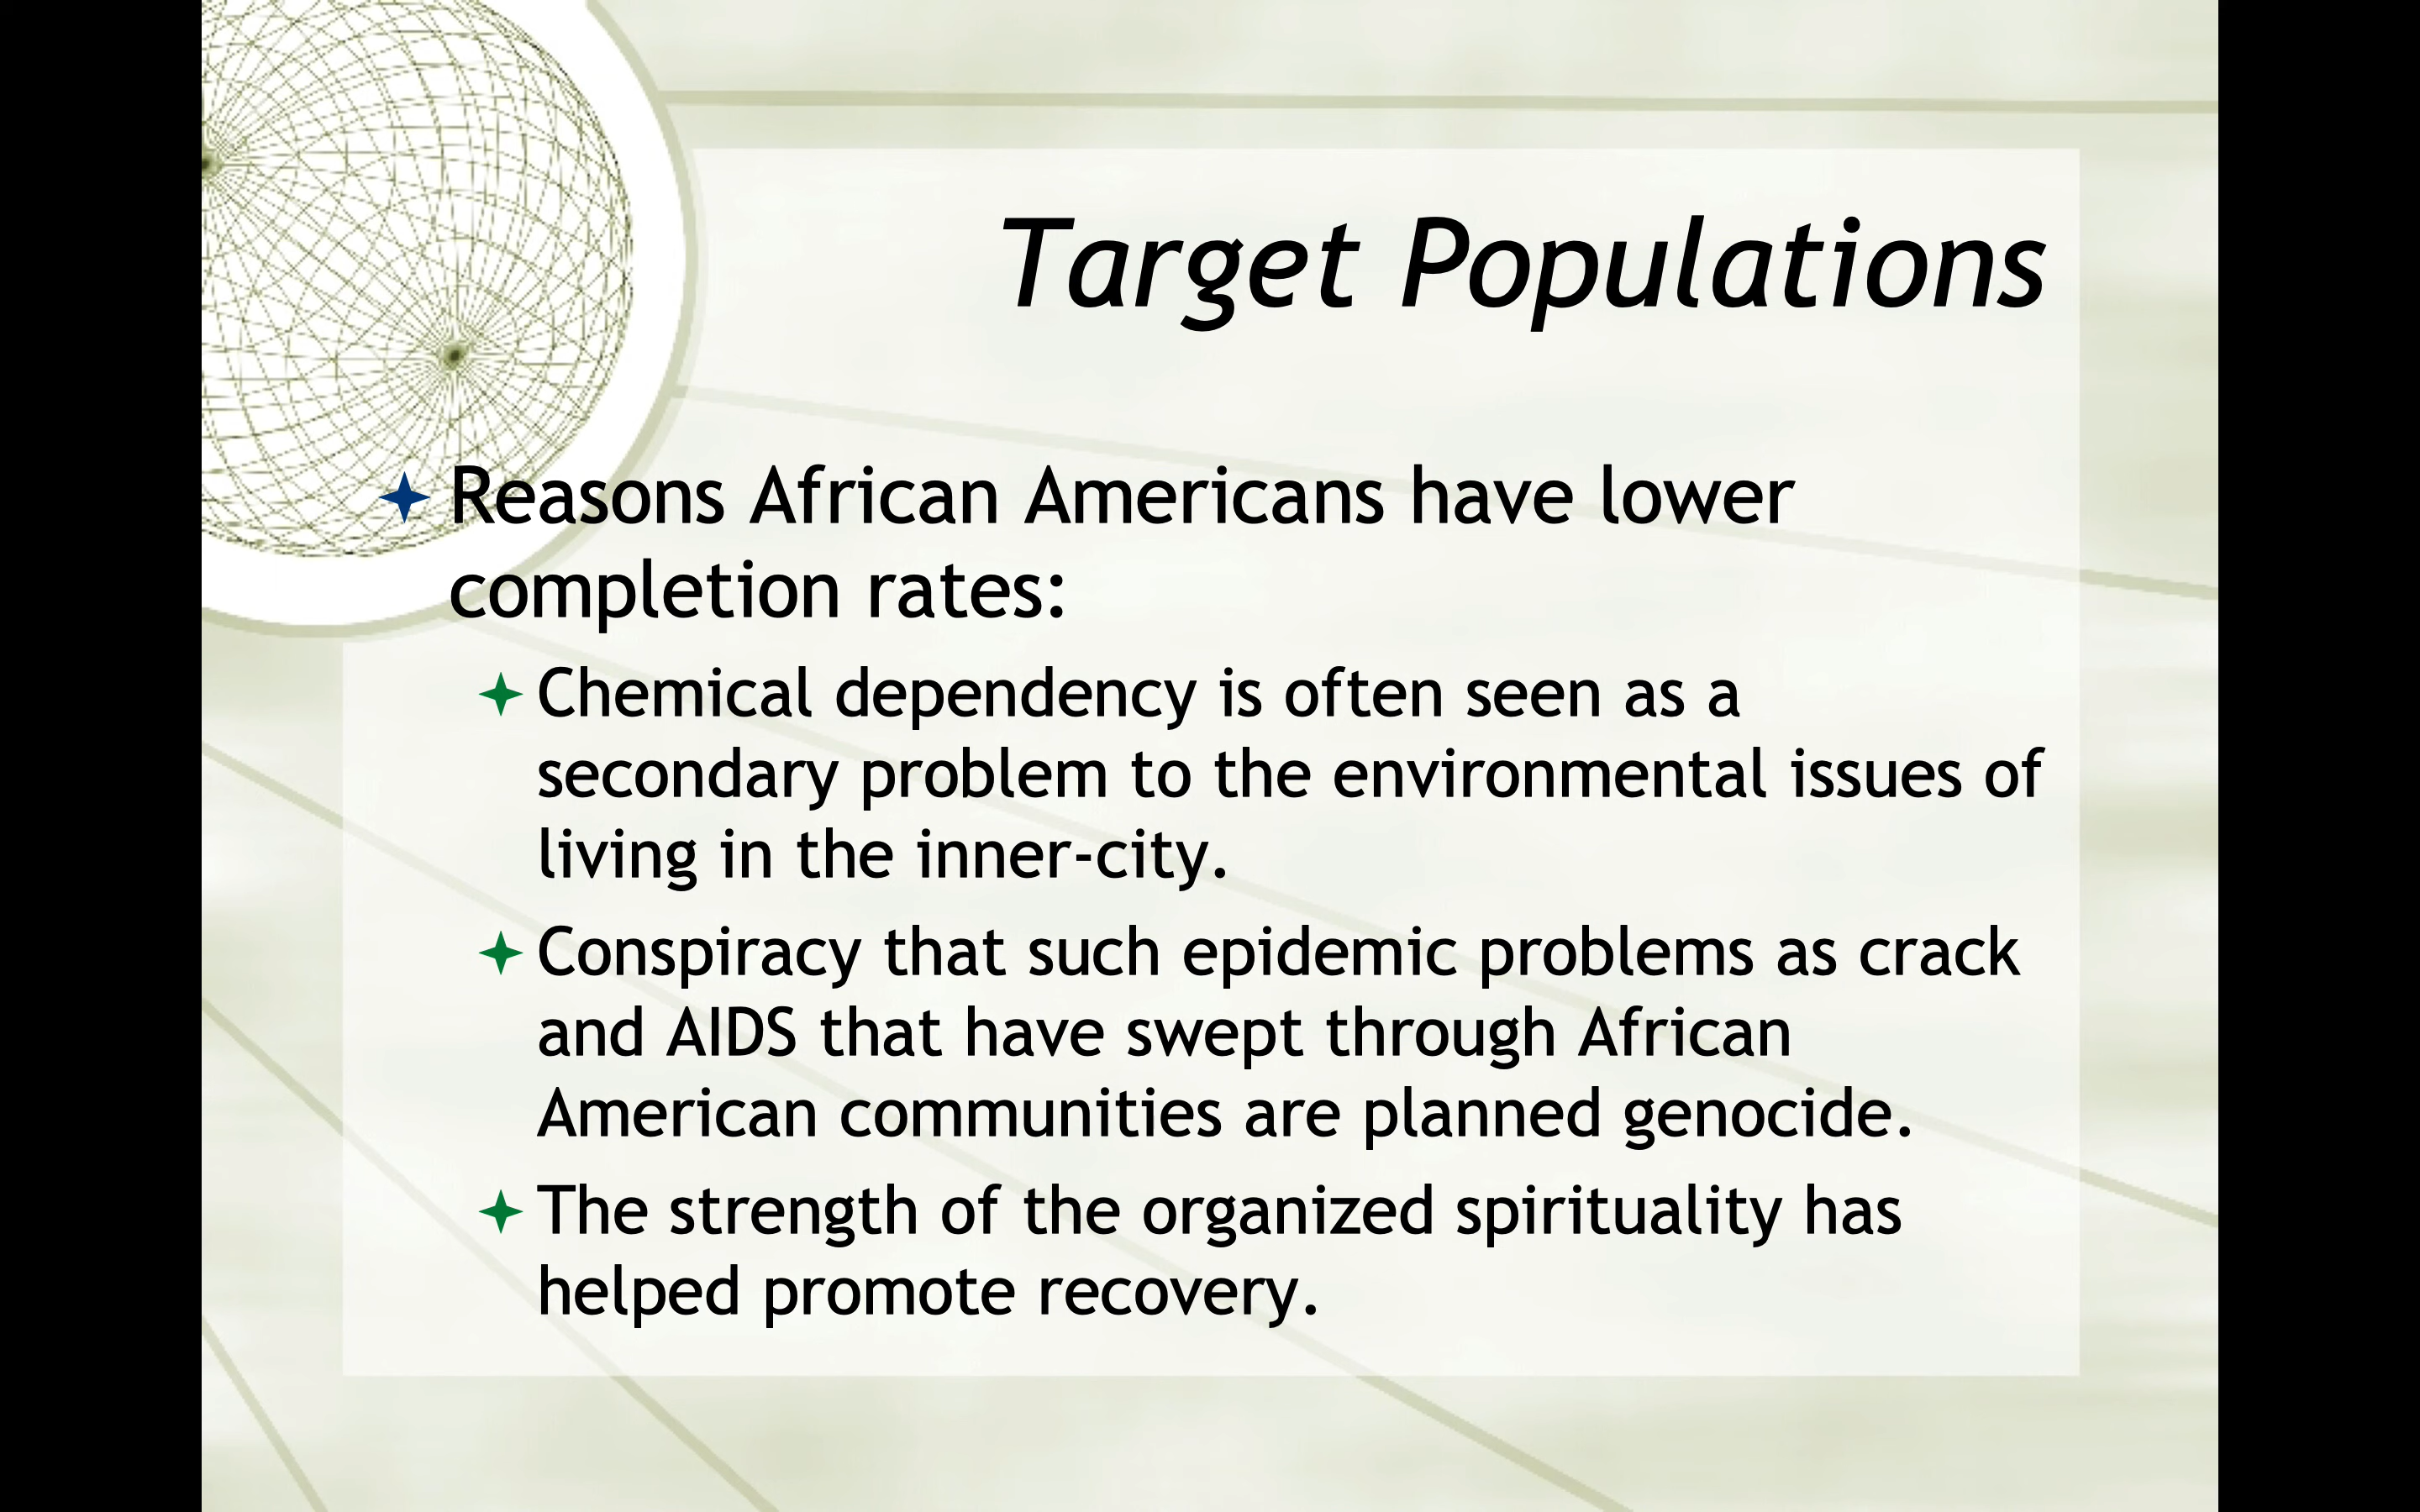 Target Populations
Reasons African Americans have lower
completion rates:
Chemical dependency is often seen as a
secondary problem to the environmental issues of
living in the inner-city.
Conspiracy that such epidemic problems as crack
and AIDS that have swept through African
American communities are planned genocide.
The strength of the organized spirituality has
helped promote recovery.